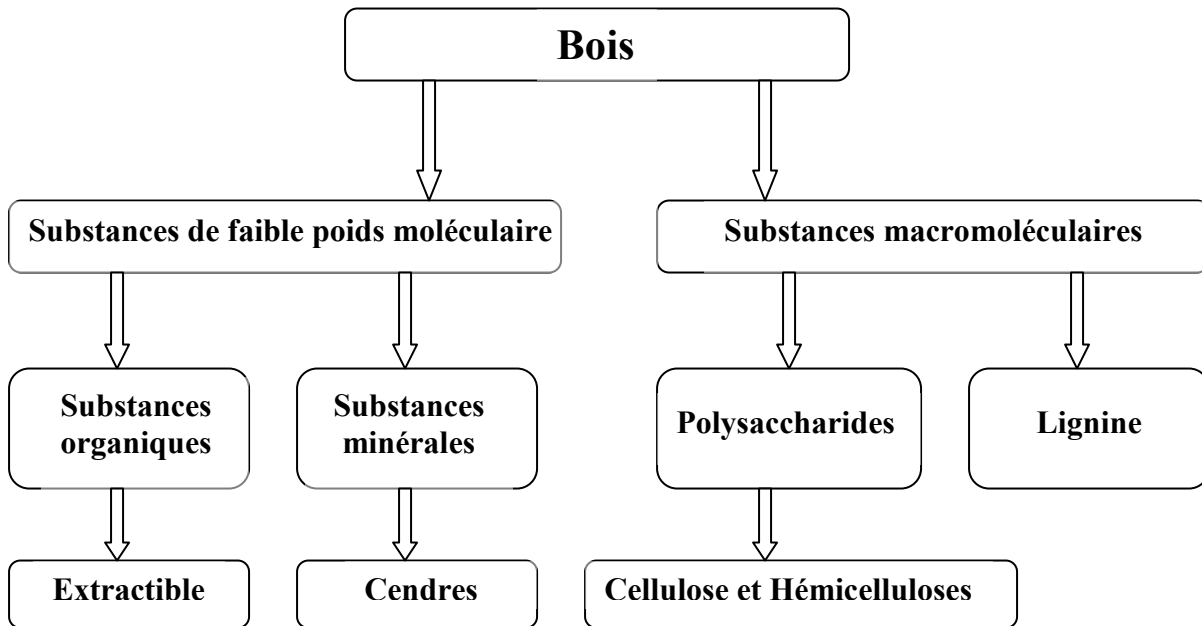 Bois
Substances de faible poids moléculaire
Substances macromoléculaires
Substances
organiques
Substances
minérales
Polysaccharides
Lignine
Extractible
Cendres
Cellulose et Hémicelluloses